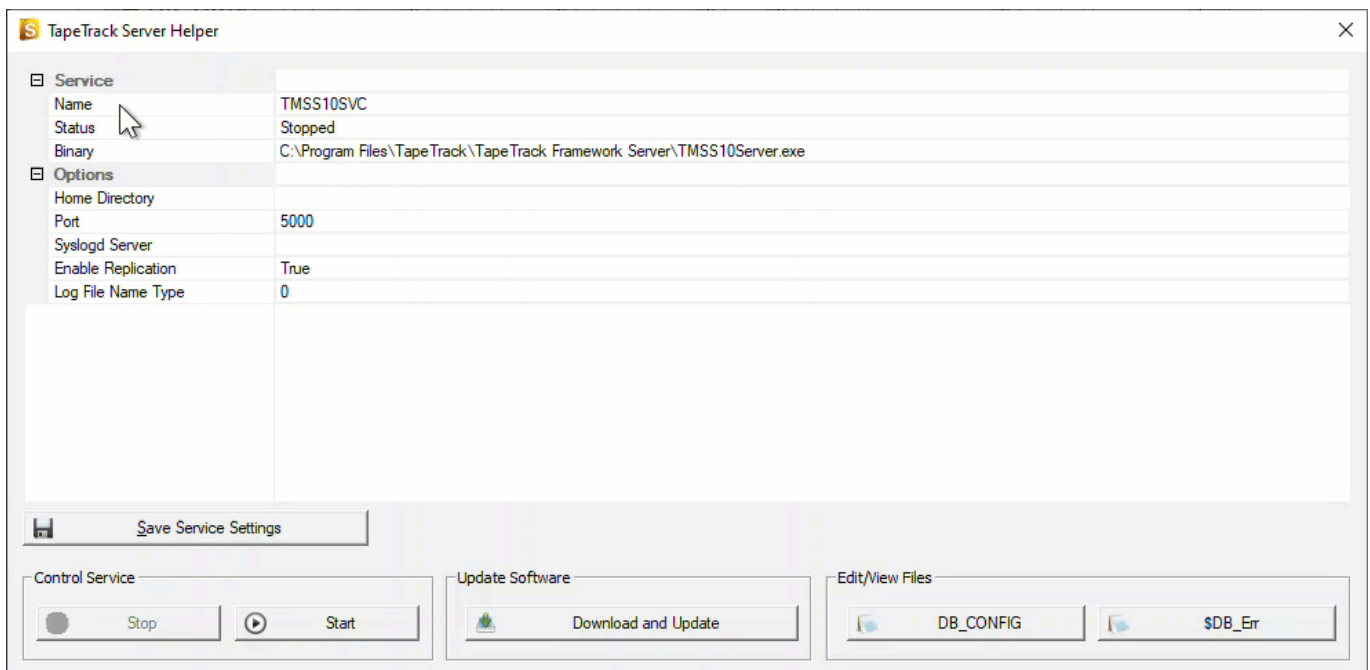 TapeTrack Server Helper
Service
Name TMSS10SVC
Status Stopped
Binary C:\Program Files\TapeTrack\TapeTrack Framework Server\TMSS10Server.exe
Options
Home Directory
Port 5000
Syslogd Server
Enable Replication True
Log File Name Type 0
Save Service Settings
Control Service Update Software Edit/View Files
Stop Start Download and Update DB_CONFIG $DB_Err